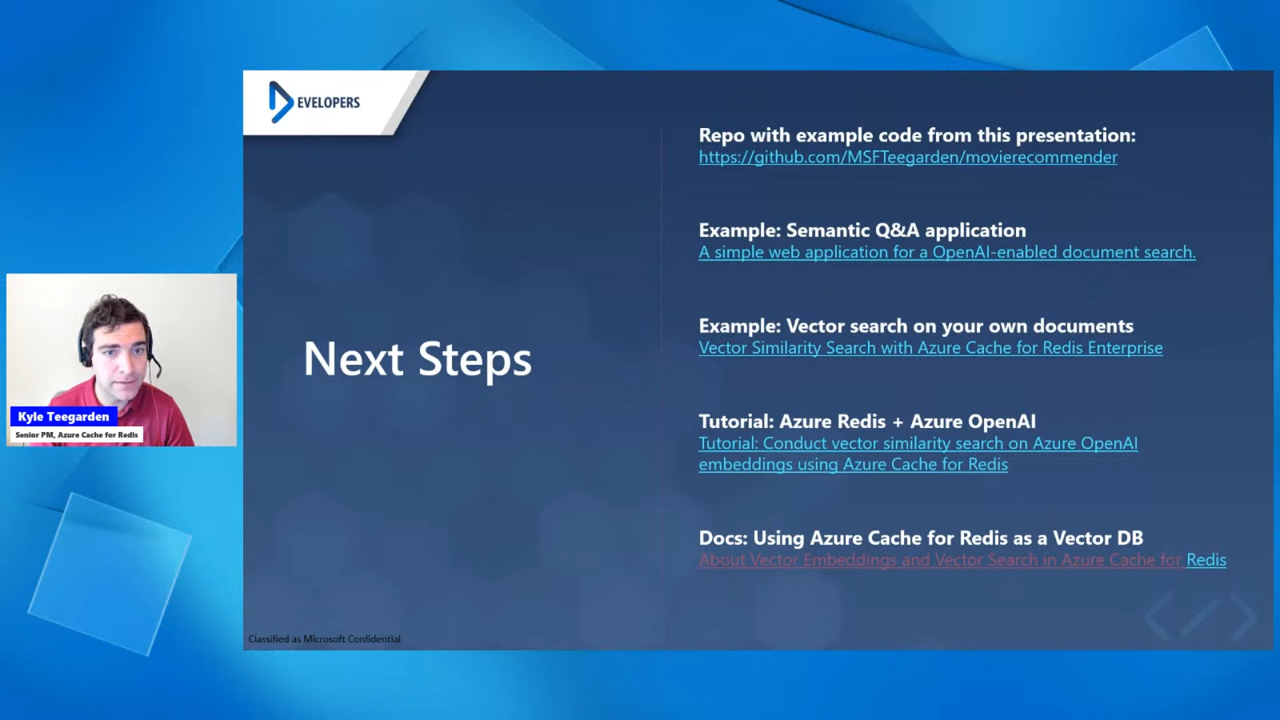 EVELOPERS
Repo with example code from this presentation:
https://github.com/MSFTeegarden/movierecommender
Example: Semantic Q&A application
A simple web application for a OpenAI-enabled document search.
Example: Vector search on your own documents
Vector Similarity Search with Azure Cache for Redis Enterprise
Next Steps
Tutorial: Azure Redis + Azure OpenAI
Tutorial: Conduct vector similarity search on Azure OpenAI
embeddings using Azure Cache for Redis
Docs: Using Azure Cache for Redis as a Vector DB
About Vector Embeddings and Vector Search in Azure Cache for Redis
Kyle Teegarden
Senior PM, Azure Cache for Redis
Classified as Microsoft Confidential